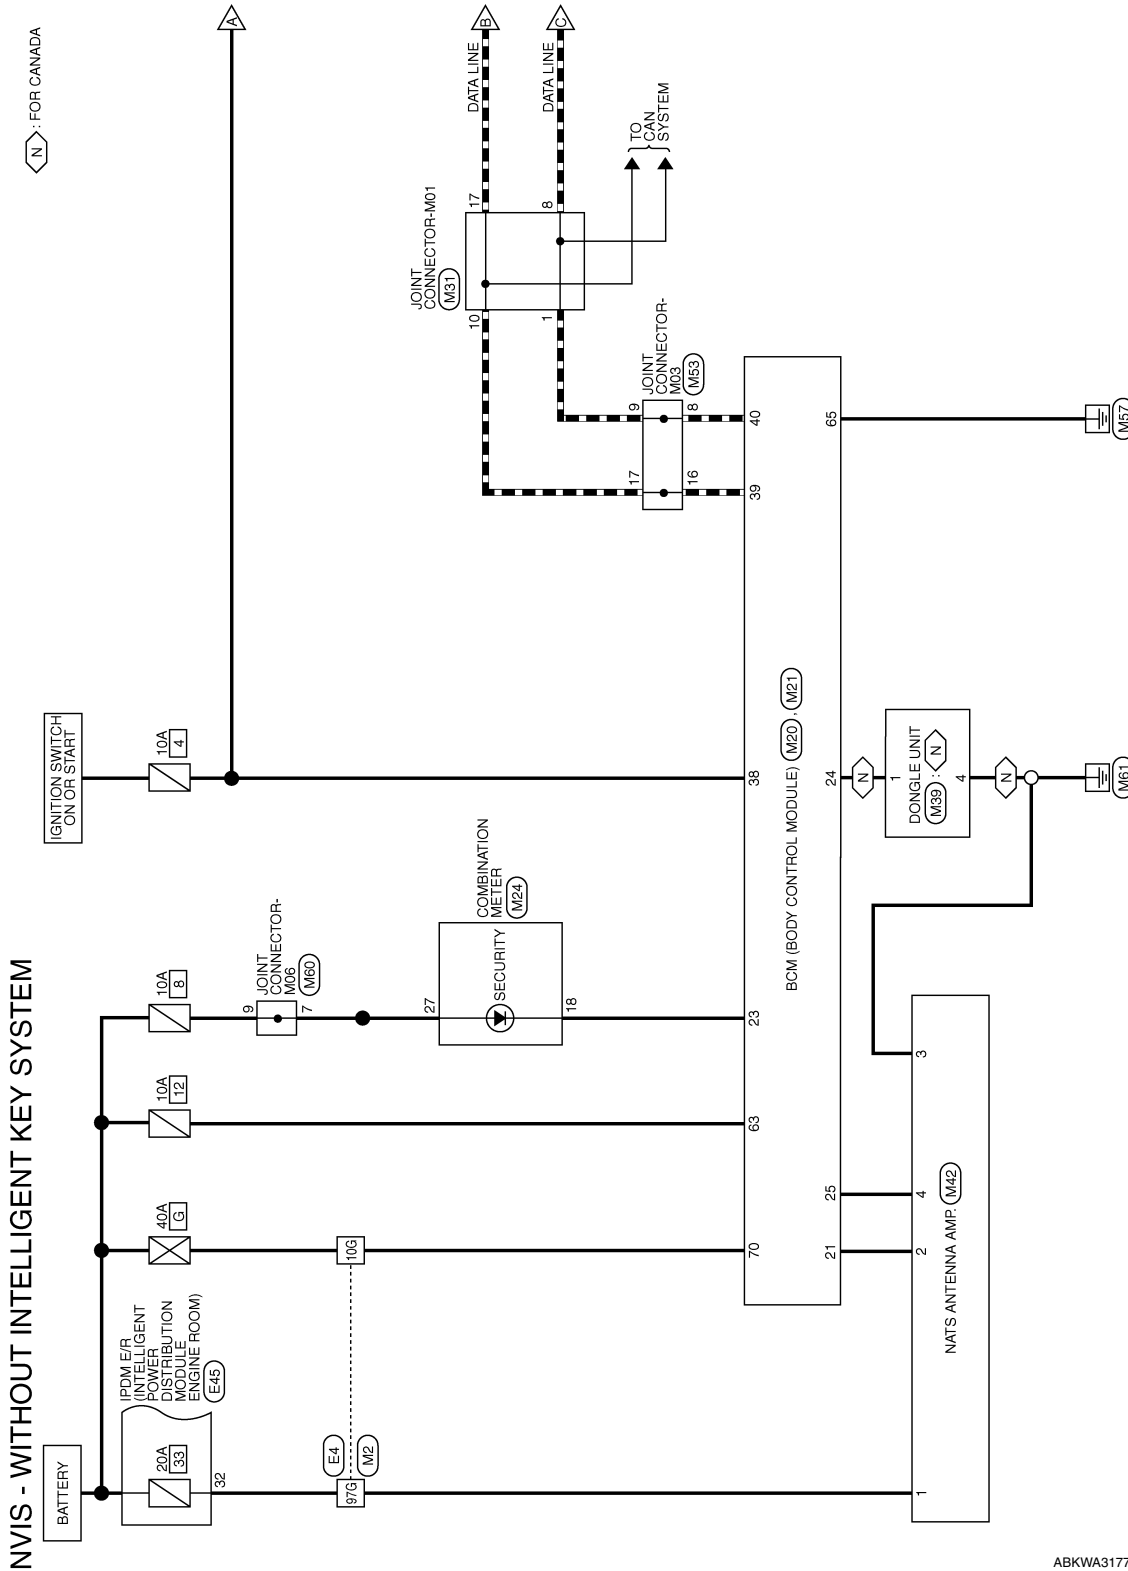 NVIS - WITHOUT INTELLIGENT KEY SYSTEM
N : FOR CANADA
BATTERY
IGNITION SWITCH
ON OR START
IPDM E/R
(INTELLIGENT
POWER
DISTRIBUTION
MODULE
ENGINE ROOM)
E45
20A
33
32
40A
G
10A
12
10A
8
10A
4
A
9
JOINT
CONNECTOR-
M06
M60
7
E4
M2
97G
10G
27
SECURITY
18
COMBINATION
METER
M24
JOINT
CONNECTOR-M01
M31
10
17
1
8
DATA LINE
B
DATA LINE
C
TO
CAN
SYSTEM
JOINT
CONNECTOR-
M03
M53
17
9
16
8
70
63
23
38
39
40
BCM (BODY CONTROL MODULE) M20 , M21
21
25
24
65
N
1
DONGLE UNIT
M39 : N
4
N
1
2
4
3
NATS ANTENNA AMP. M42
M61
M57
ABKWA3177